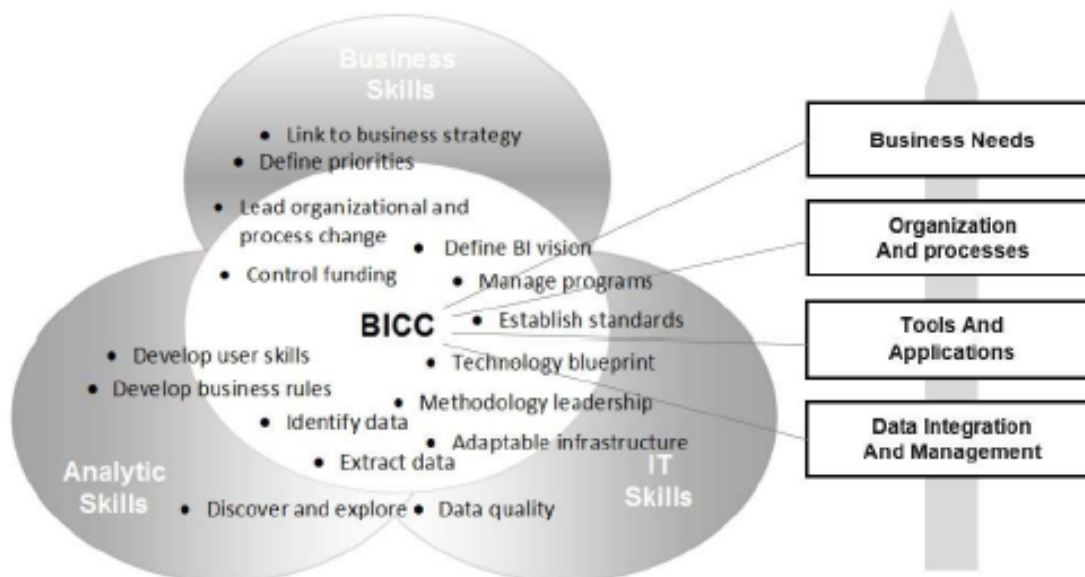 Business
Skills
• Link to business strategy
• Define priorities
• Lead organizational and
process change
• Define BI vision
• Control funding
• Manage programs
BICC
• Establish standards
• Develop user skills
• Technology blueprint
• Develop business rules
• Methodology leadership
• Identify data
• Adaptable infrastructure
• Extract data
Analytic
Skills
IT
Skills
• Discover and explore
• Data quality
Business Needs
Organization
And processes
Tools And
Applications
Data Integration
And Management